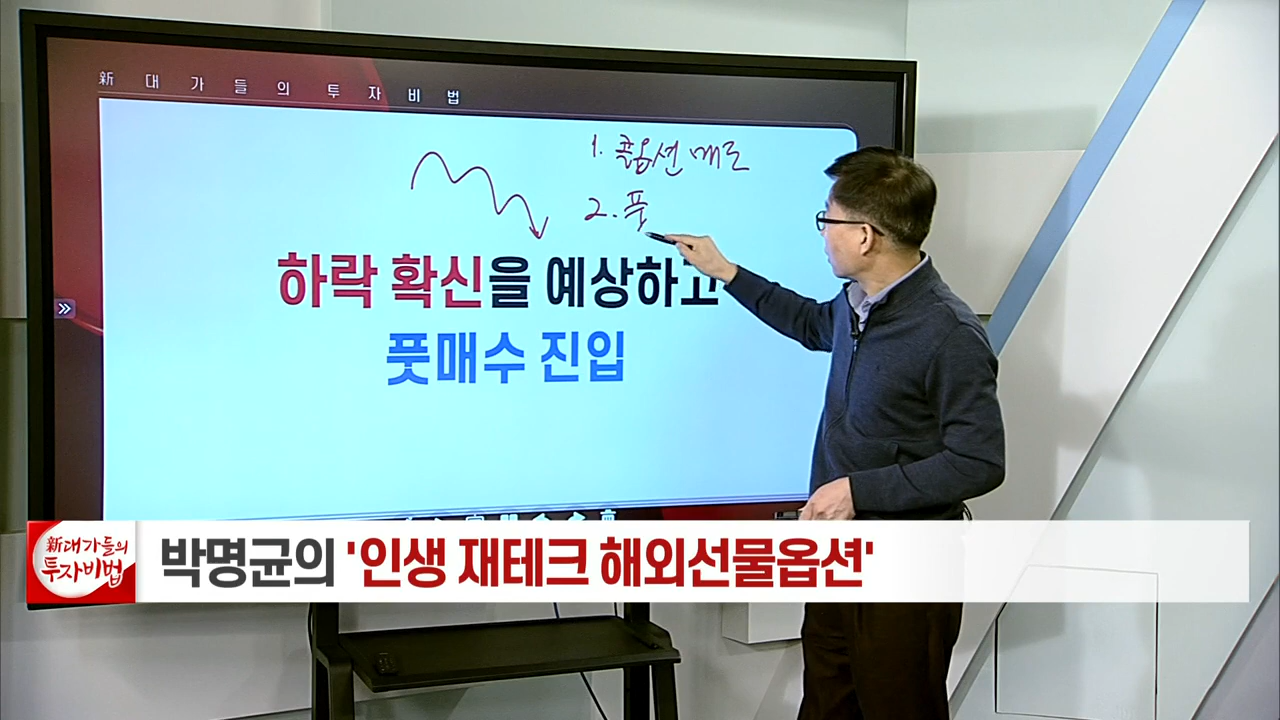 新 대 가 들 의 투 자 비 법
1. 콜옵션 매도
2. 풋
하락 확신을 예상하고
풋매수 진입
新대가들의
투자비법
박명균의 '인생 재테크 해외선물옵션'